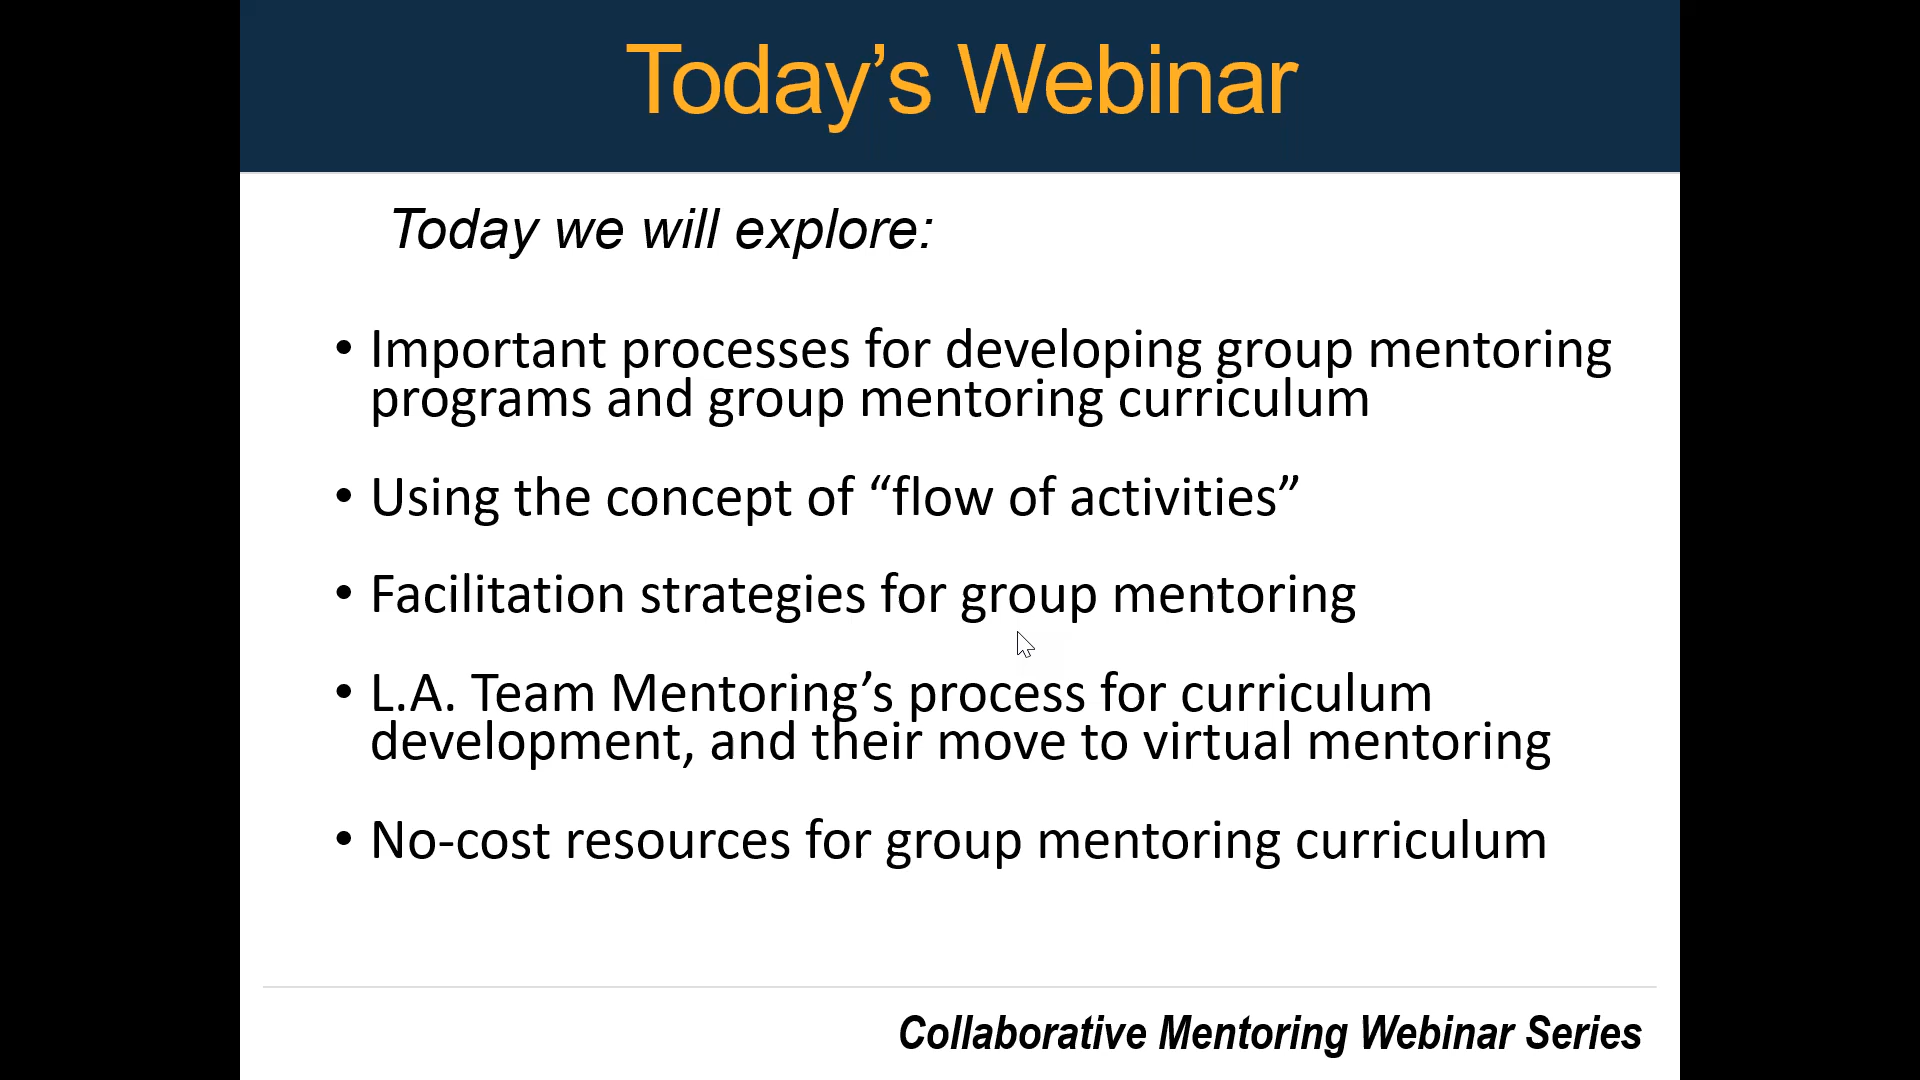 Today’s Webinar
Today we will explore:
• Important processes for developing group mentoring
programs and group mentoring curriculum
• Using the concept of “flow of activities”
• Facilitation strategies for group mentoring
• L.A. Team Mentoring’s process for curriculum
development, and their move to virtual mentoring
• No-cost resources for group mentoring curriculum
Collaborative Mentoring Webinar Series